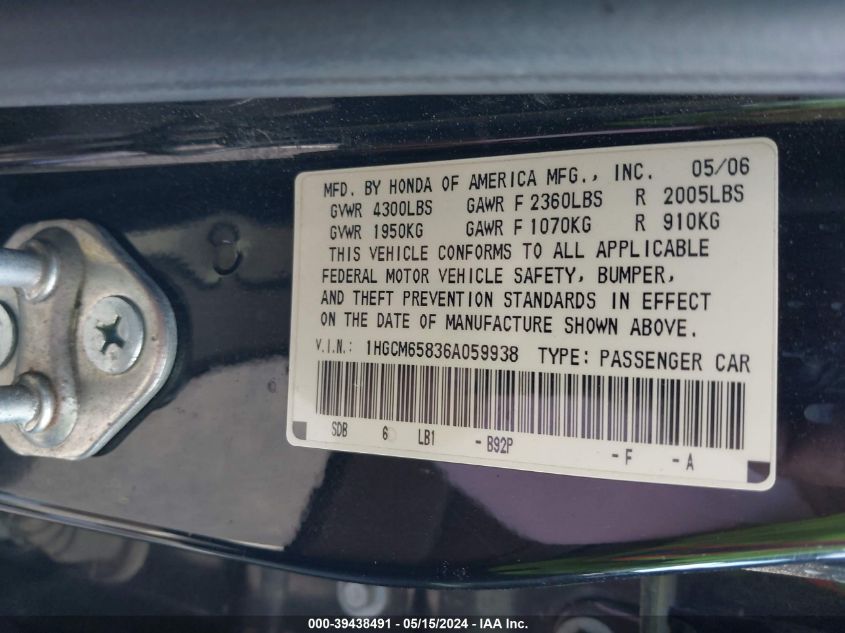 MFD. BY HONDA OF AMERICA MFG., INC. 05/06
GVWR 4300LBS GAWR F 2360LBS R 2005LBS
GVWR 1950KG GAWR F 1070KG R 910KG
THIS VEHICLE CONFORMS TO ALL APPLICABLE
FEDERAL MOTOR VEHICLE SAFETY, BUMPER,
AND THEFT PREVENTION STANDARDS IN EFFECT
ON THE DATE OF MANUFACTURE SHOWN ABOVE.
V.I.N.: 1HGCM65836A059938 TYPE: PASSENGER CAR
SDB 6 LB1 - B92P - F - A
000-39438491 - 05/15/2024 - IAA Inc.